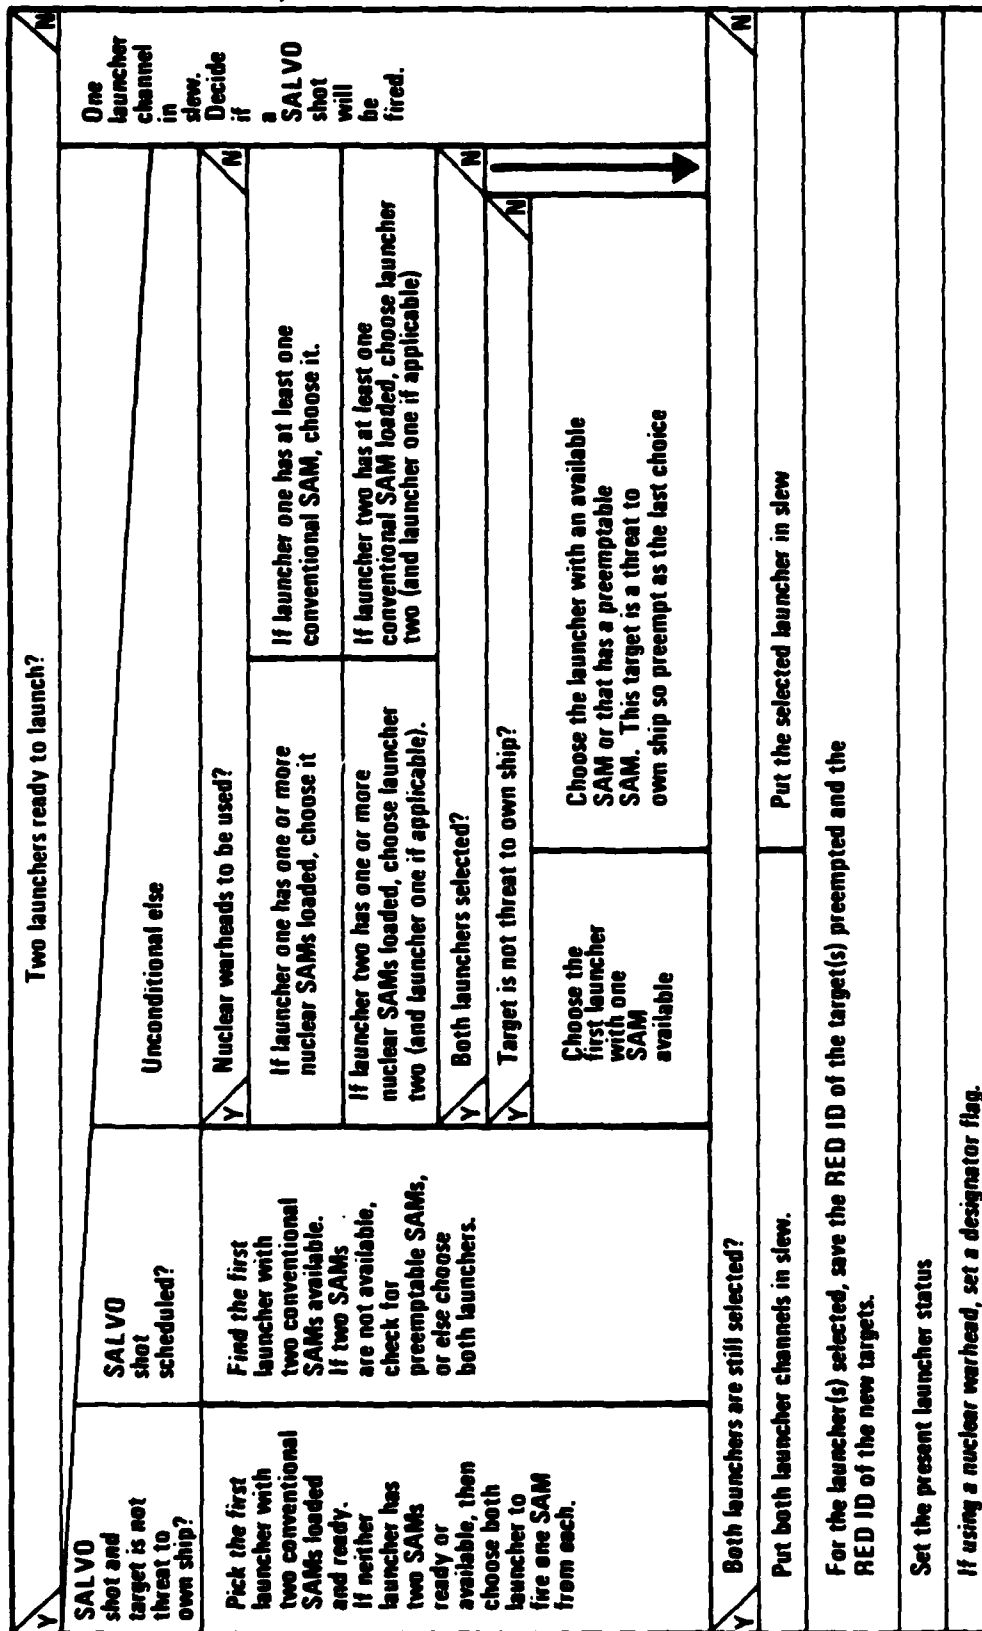 Two launchers ready to launch?
Y
N
SALVO
shot and
target is not
threat to
own ship?
SALVO
shot
scheduled?
Unconditional else
One
launcher
channel
in
slew.
Decide
if
a
SALVO
shot
will
be
fired.
Pick the first
launcher with
two conventional
SAMs loaded
and ready.
If neither
launcher has
two SAMs
ready or
available, then
choose both
launcher to
fire one SAM
from each.
Find the first
launcher with
two conventional
SAMs available.
If two SAMs
are not available,
check for
preemptable SAMs,
or else choose
both launchers.
Y
Nuclear warheads to be used?
N
If launcher one has one or more
nuclear SAMs loaded, choose it
If launcher one has at least one
conventional SAM, choose it.
If launcher two has one or more
nuclear SAMs loaded, choose launcher
two (and launcher one if applicable).
If launcher two has at least one
conventional SAM loaded, choose launcher
two (and launcher one if applicable)
Y
Both launchers selected?
N
Y
Target is not threat to own ship?
N
Choose the
first launcher
with one
SAM
available
Choose the launcher with an available
SAM or that has a preemptable
SAM. This target is a threat to
own ship so preempt as the last choice
Y
Both launchers are still selected?
N
Put both launcher channels in slew.
Put the selected launcher in slew
For the launcher(s) selected, save the RED ID of the target(s) preempted and the
RED ID of the new targets.
Set the present launcher status
If using a nuclear warhead, set a designator flag.